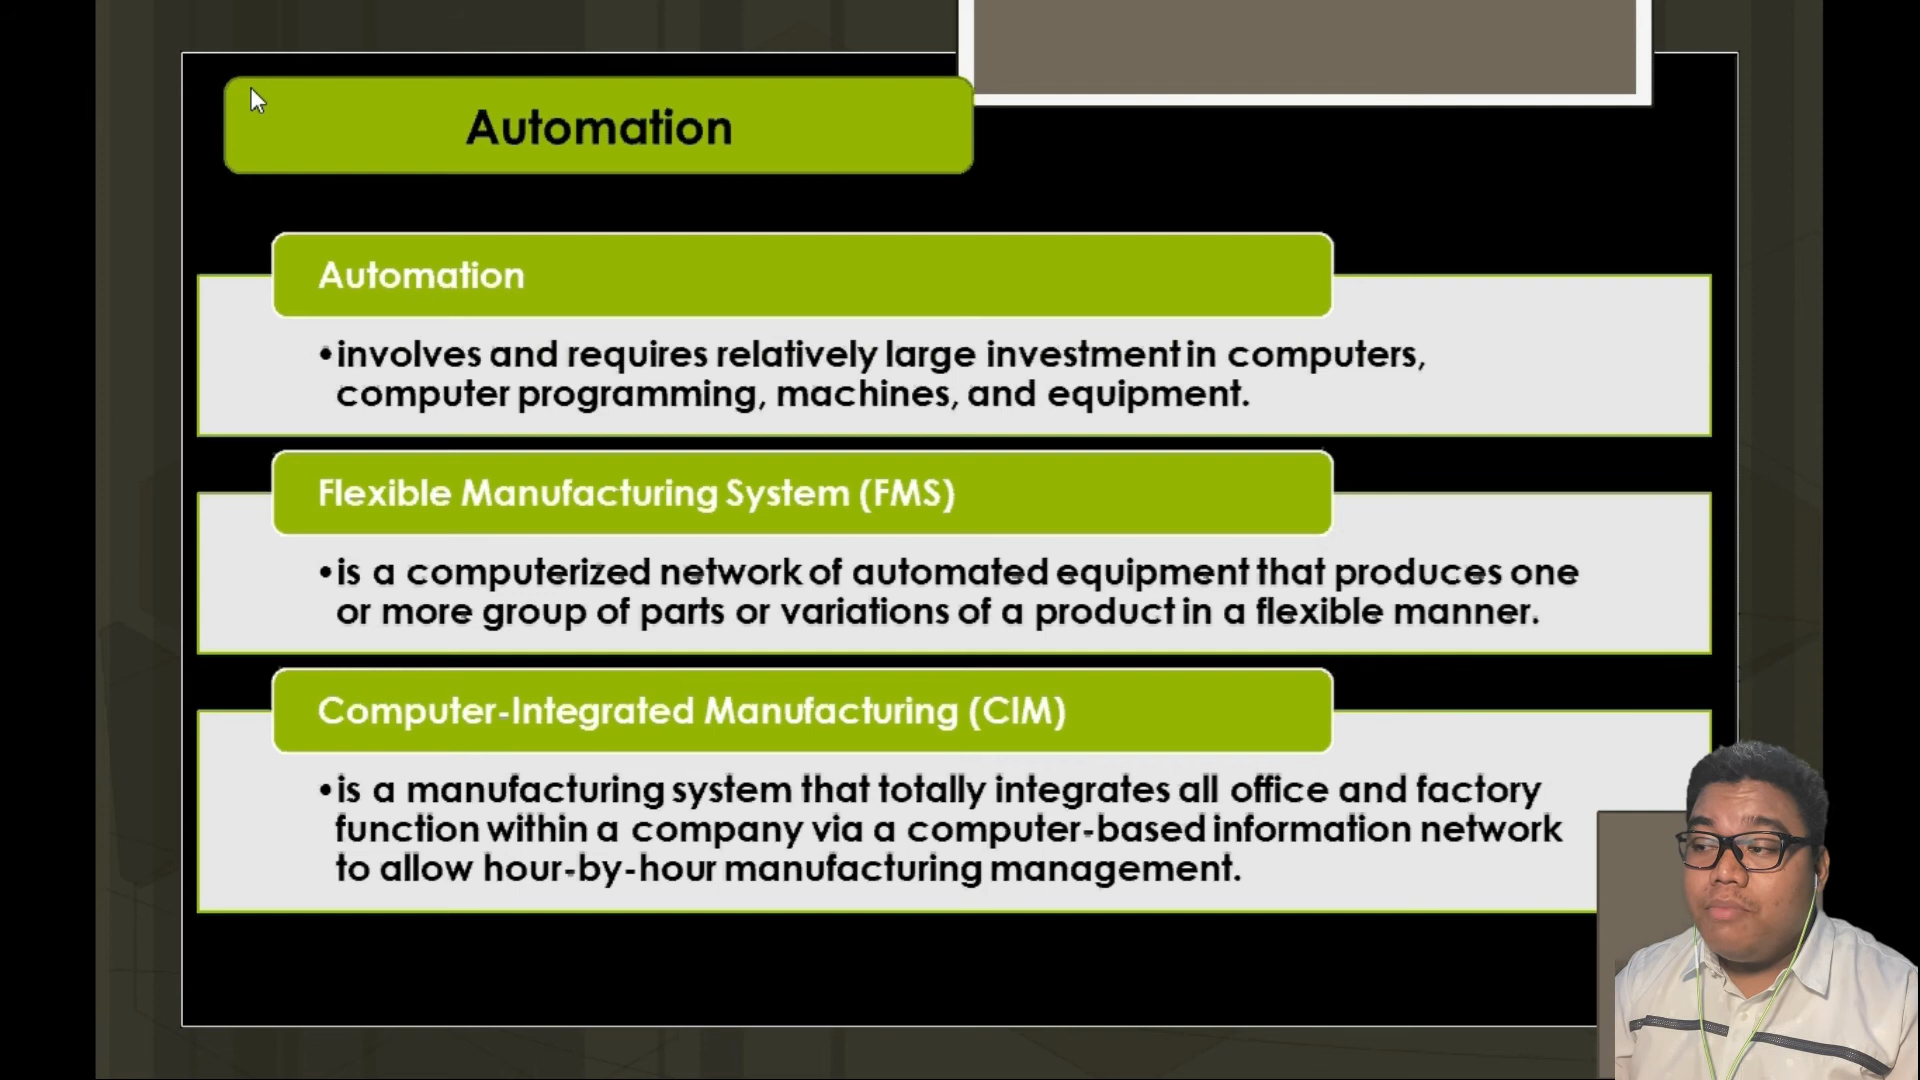 Automation
Automation
•involves and requires relatively large investment in computers,
computer programming, machines, and equipment.
Flexible Manufacturing System (FMS)
•is a computerized network of automated equipment that produces one
or more group of parts or variations of a product in a flexible manner.
Computer-Integrated Manufacturing (CIM)
•is a manufacturing system that totally integrates all office and factory
function within a company via a computer-based information network
to allow hour-by-hour manufacturing management.